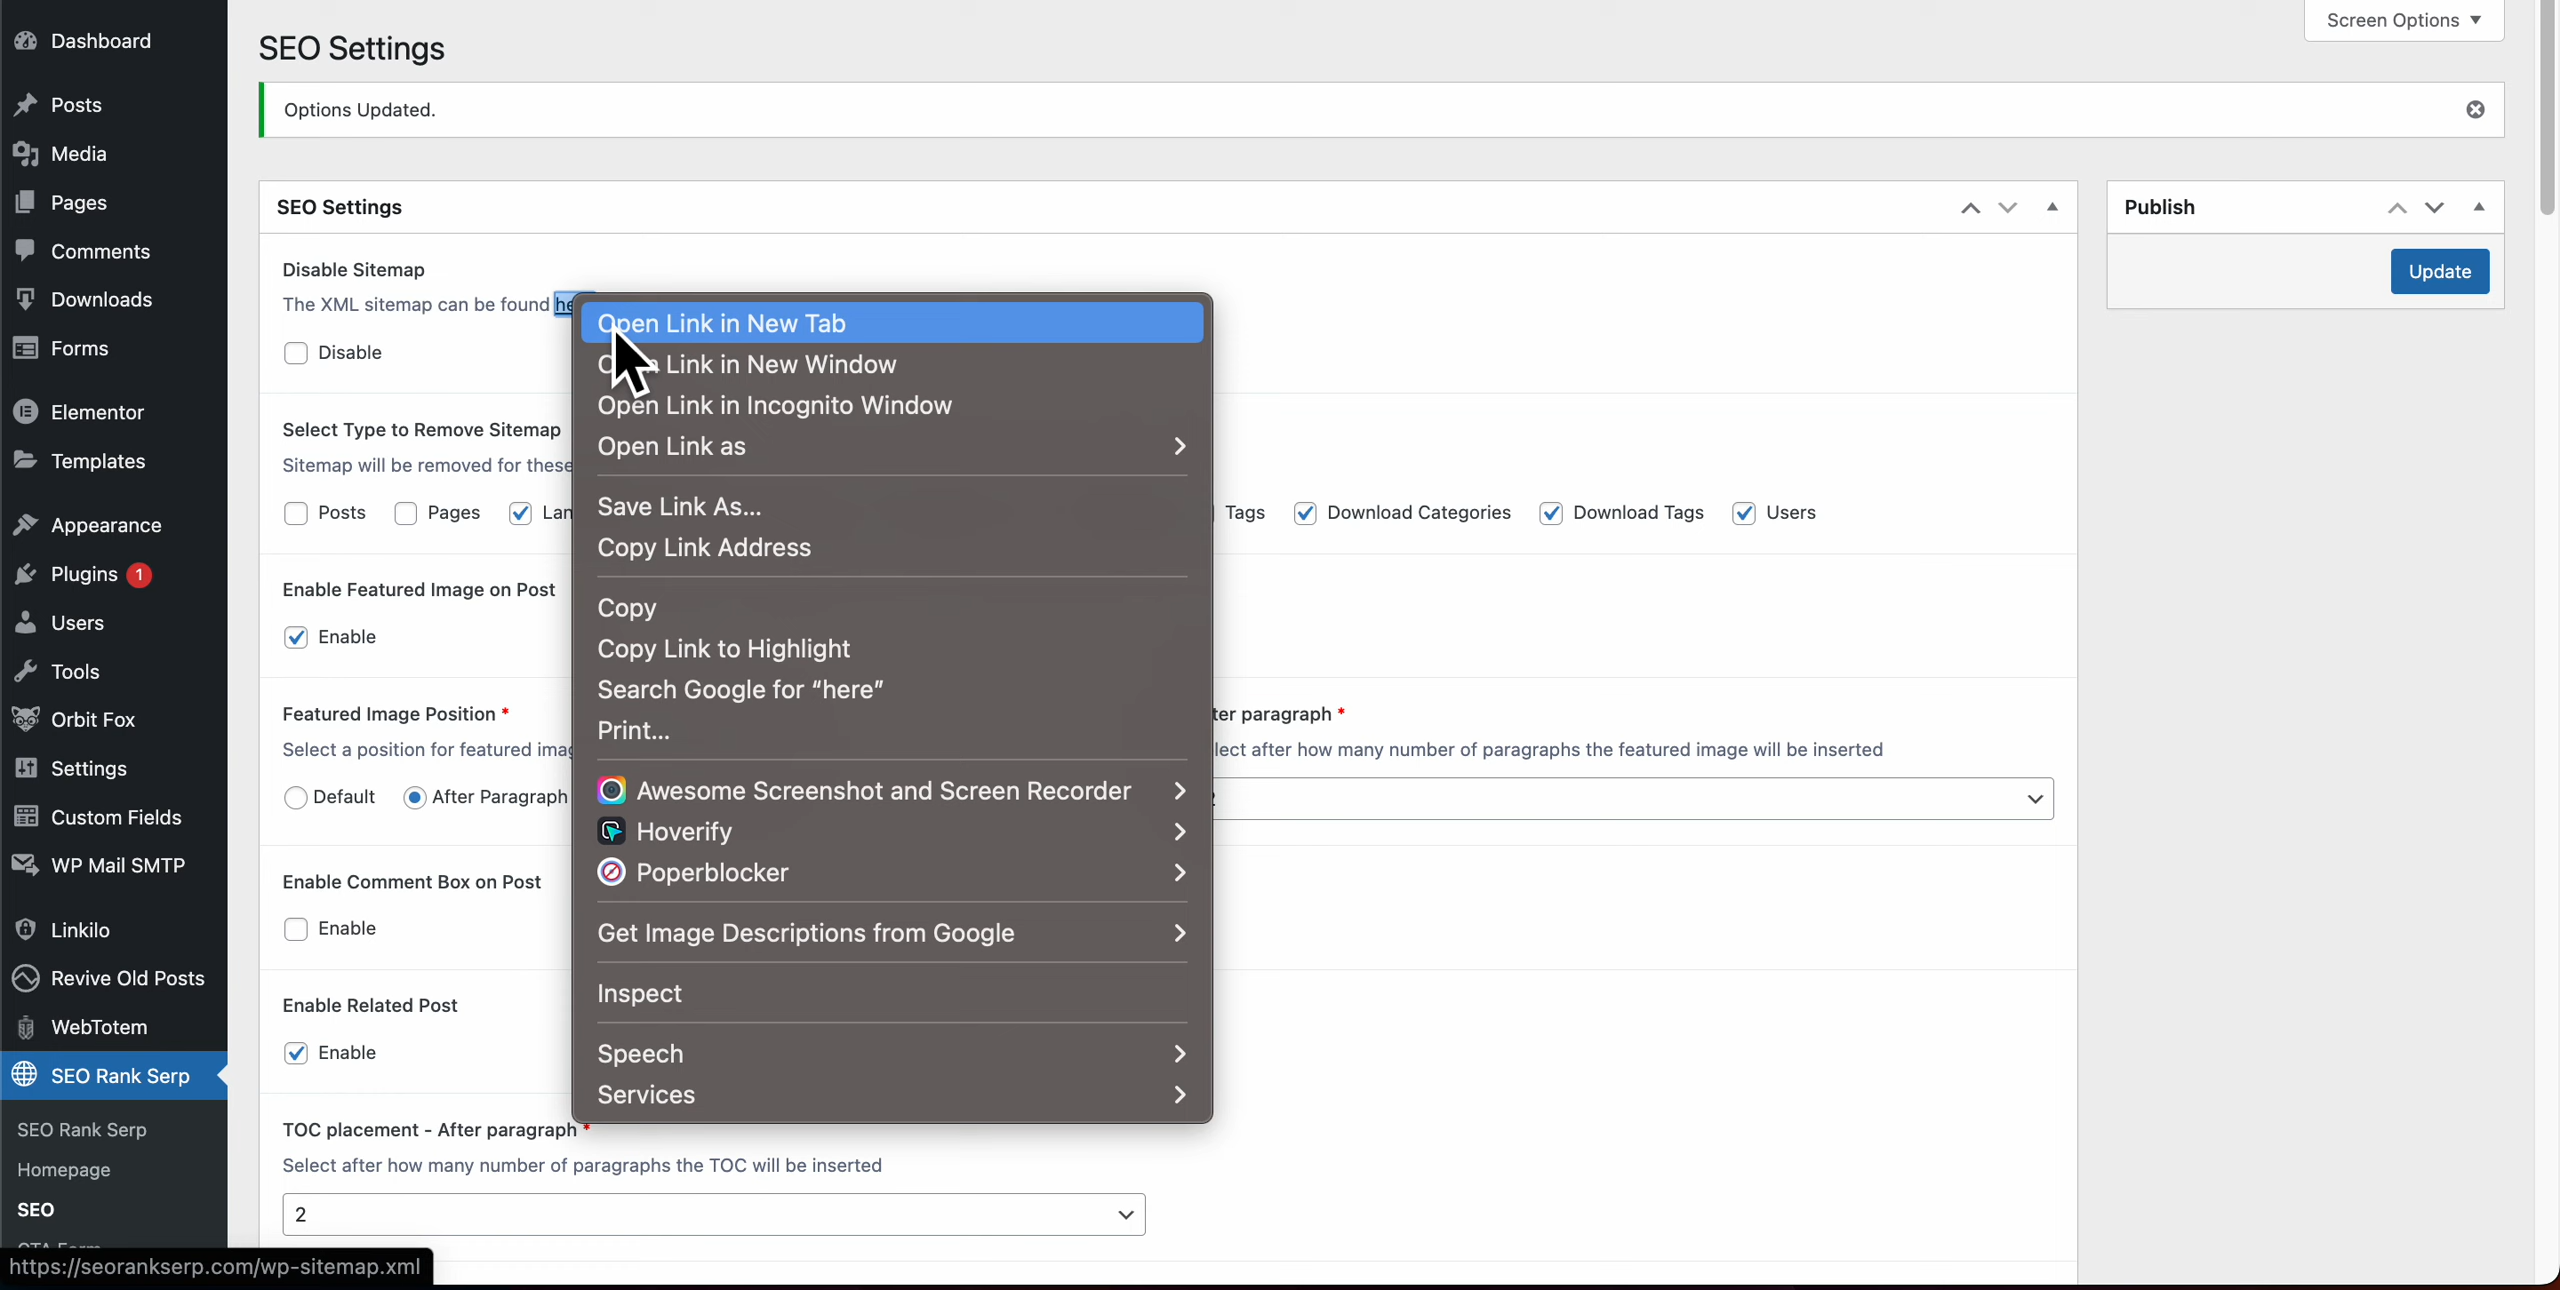 Dashboard
Posts
Media
Pages
Comments
Downloads
Forms
Elementor
Templates
Appearance
Plugins 1
Users
Tools
Orbit Fox
Settings
Custom Fields
WP Mail SMTP
Linkilo
Revive Old Posts
WebTotem
SEO Rank Serp
SEO Rank Serp
Homepage
SEO
https://seorankserp.com/wp-sitemap.xml
Screen Options
SEO Settings
Options Updated.
SEO Settings
Disable Sitemap
The XML sitemap can be found
Disable
Select Type to Remove Sitemap
Sitemap will be removed for these
Posts Pages Tags Download Categories Download Tags Users
Enable Featured Image on Post
Enable
Featured Image Position *
Select a position for featured
Default After Paragraph
paragraph *
after how many number of paragraphs the featured image will be inserted
Enable Comment Box on Post
Enable
Enable Related Post
Enable
TOC placement - After paragraph *
Select after how many number of paragraphs the TOC will be inserted
2
Open Link in New Tab
Link in New Window
Open Link in Incognito Window
Open Link as
Save Link As...
Copy Link Address
Copy
Copy Link to Highlight
Search Google for “here”
Print...
Awesome Screenshot and Screen Recorder
Hoverify
Poperblocker
Get Image Descriptions from Google
Inspect
Speech
Services
Publish
Update